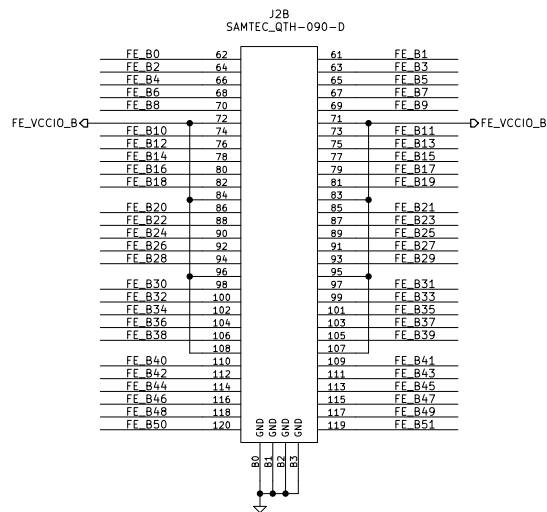 J2B
SAMTEC_QTH-090-D
FE_B0 62 61 FE_B1
FE_B2 64 63 FE_B3
FE_B4 66 65 FE_B5
FE_B6 68 67 FE_B7
FE_B8 70 69 FE_B9
FE_VCCIO_B 72 71 FE_VCCIO_B
FE_B10 74 73 FE_B11
FE_B12 76 75 FE_B13
FE_B14 78 77 FE_B15
FE_B16 80 79 FE_B17
FE_B18 82 81 FE_B19
84 83
FE_B20 86 85 FE_B21
FE_B22 88 87 FE_B23
FE_B24 90 89 FE_B25
FE_B26 92 91 FE_B27
FE_B28 94 93 FE_B29
96 95
FE_B30 98 97 FE_B31
FE_B32 100 99 FE_B33
FE_B34 102 101 FE_B35
FE_B36 104 103 FE_B37
FE_B38 106 105 FE_B39
108 107
FE_B40 110 109 FE_B41
FE_B42 112 111 FE_B43
FE_B44 114 113 FE_B45
FE_B46 116 115 FE_B47
FE_B48 118 117 FE_B49
FE_B50 120 119 FE_B51
GND GND GND GND
B0 B1 B2 B3